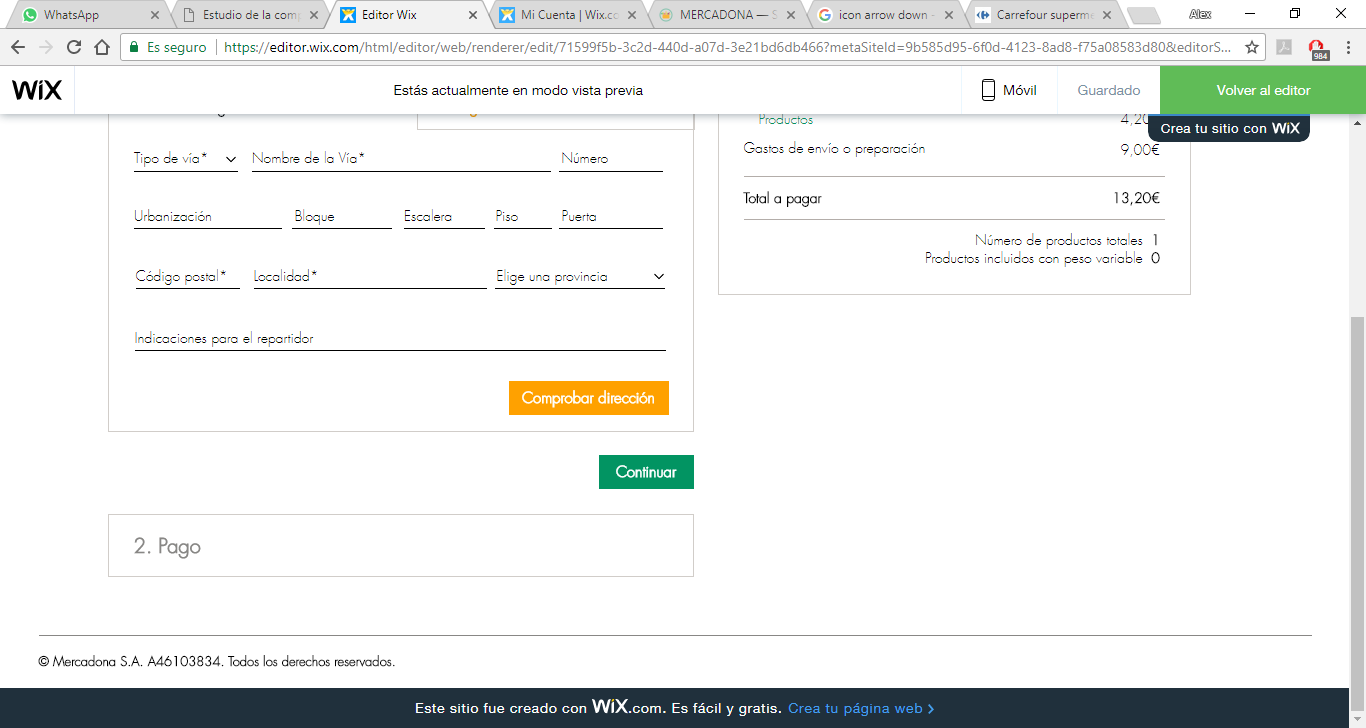 WhatsApp
Estudio de la comp
Editor Wix
Mi Cuenta | Wix.co
MERCADONA — S
icon arrow down -
Carrefour superme
Alex
Es seguro
https://editor.wix.com/html/editor/web/renderer/edit/71599f5b-3c2d-440d-a07d-3e21bd6db466?metaSiteId=9b585d95-6f0d-4123-8ad8-f75a08583d80&editorS...
984
WiX
Estás actualmente en modo vista previa
Móvil
Guardado
Volver al editor
Crea tu sitio con WiX
Productos 4,20
Gastos de envío o preparación 9,00€
Total a pagar 13,20€
Número de productos totales 1
Productos incluidos con peso variable 0
Tipo de vía* Nombre de la Vía* Número
Urbanización Bloque Escalera Piso Puerta
Código postal* Localidad* Elige una provincia
Indicaciones para el repartidor
Comprobar dirección
Continuar
2. Pago
© Mercadona S.A. A46103834. Todos los derechos reservados.
Este sitio fue creado con WiX.com. Es fácil y gratis. Crea tu página web >